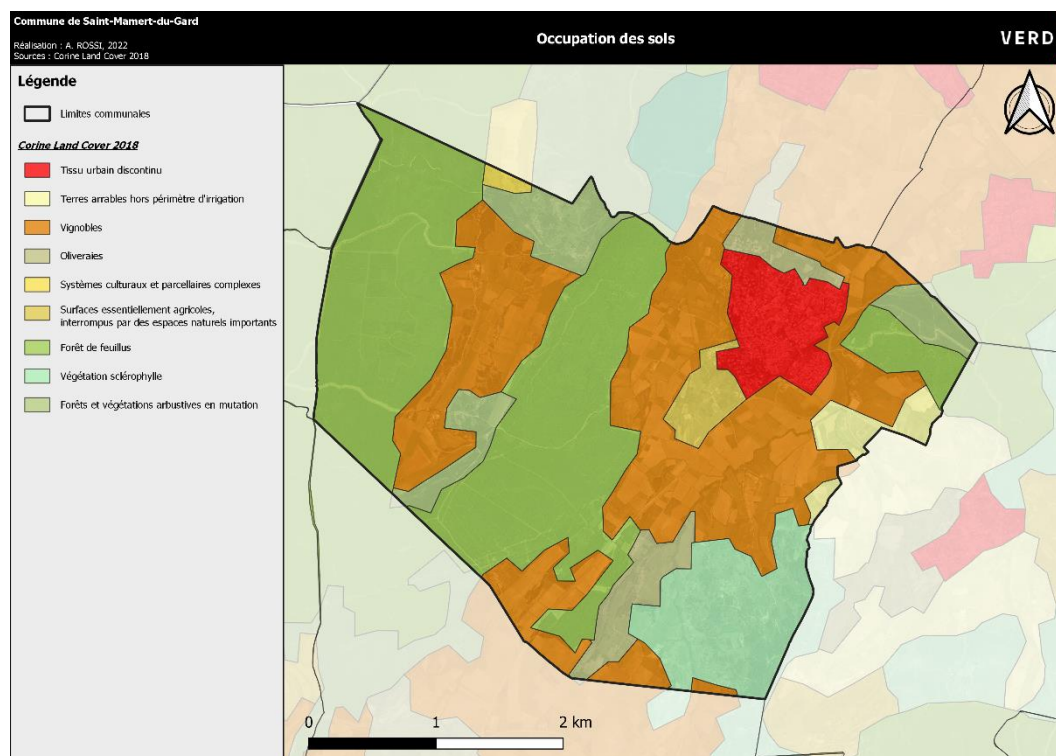 Commune de Saint-Mamert-du-Gard
Réalisation : A. ROSSI, 2022
Sources : Corine Land Cover 2018
Occupation des sols
VERD
Légende
Limites communales
Corine Land Cover 2018
Tissu urbain discontinu
Terres arrables hors périmètre d'irrigation
Vignobles
Oliveraies
Systèmes culturaux et parcellaires complexes
Surfaces essentiellement agricoles,
interrompus par des espaces naturels importants
Forêt de feuillus
Végétation sclérophylle
Forêts et végétations arbustives en mutation
0 1 2 km